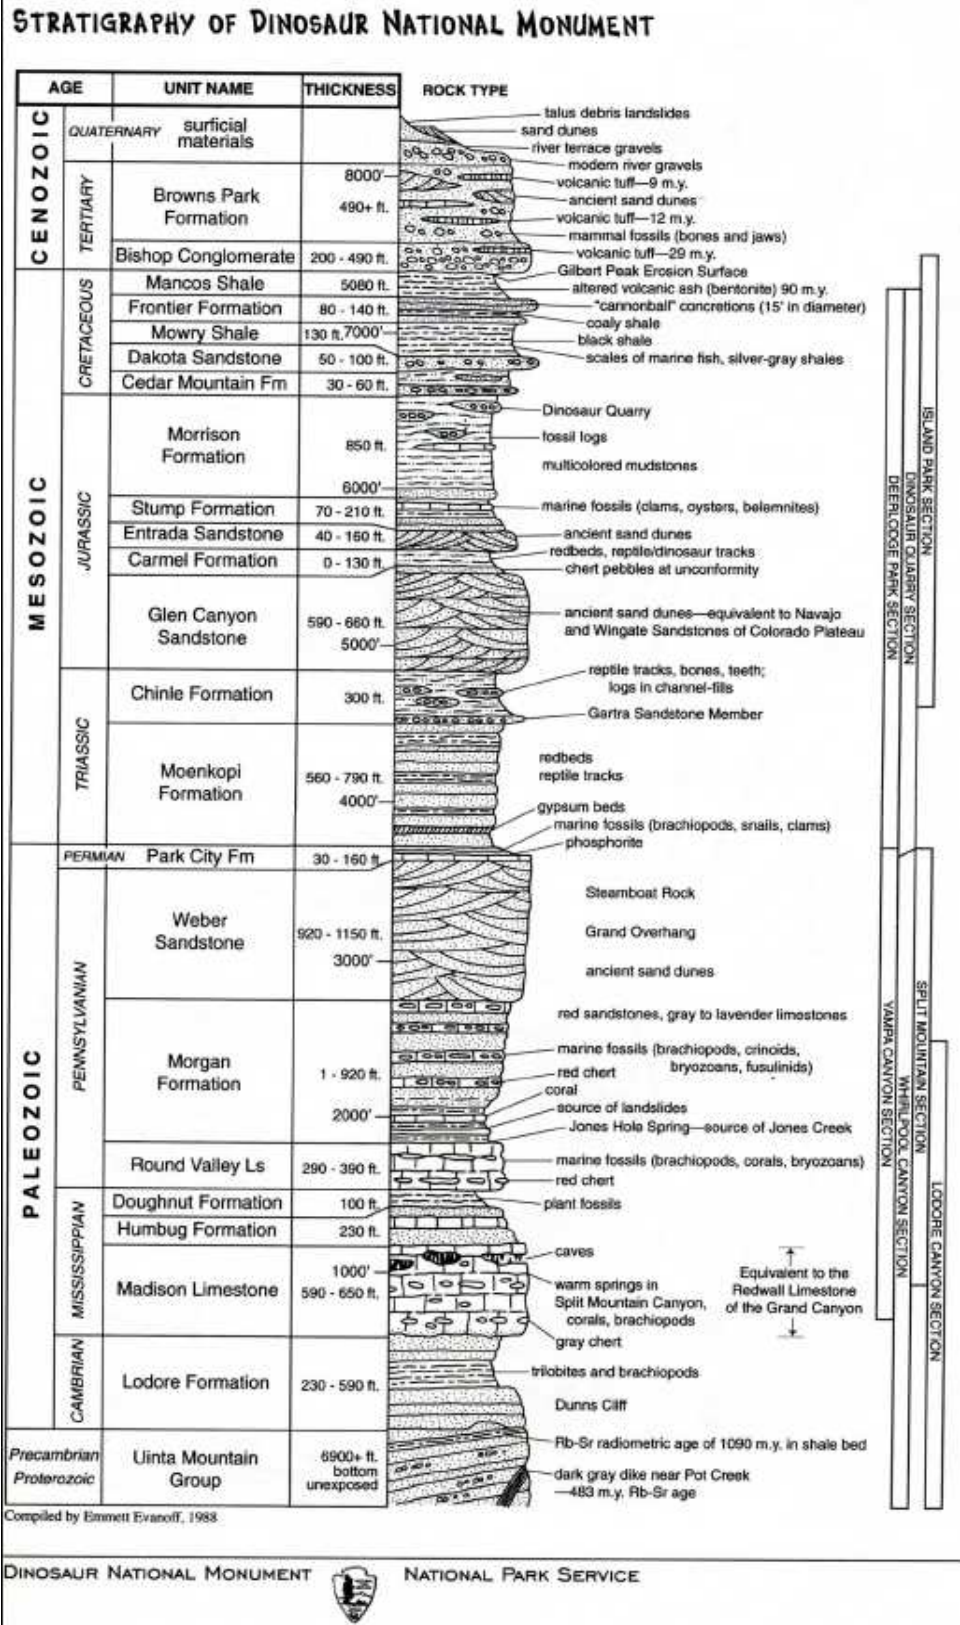 STRATIGRAPHY OF DINOSAUR NATIONAL MONUMENT
AGE UNIT NAME THICKNESS ROCK TYPE
CENOZOIC
QUATERNARY
surficial
materials
talus debris landslides
sand dunes
river terrace gravels
modern river gravels
TERTIARY
8000'
Browns Park
Formation
490+ ft.
volcanic tuff—9 m.y.
ancient sand dunes
volcanic tuff—12 m.y.
mammal fossils (bones and jaws)
Bishop Conglomerate 200 - 490 ft.
volcanic tuff—29 m.y.
Gilbert Peak Erosion Surface
MESOZOIC
CRETACEOUS
Mancos Shale 5080 ft.
altered volcanic ash (bentonite) 90 m.y.
Frontier Formation 80 - 140 ft.
"cannonball" concretions (15' in diameter)
coaly shale
Mowry Shale 130 ft. 7000'
black shale
Dakota Sandstone 50 - 100 ft.
scales of marine fish, silver-gray shales
Cedar Mountain Fm 30 - 60 ft.
JURASSIC
Morrison
Formation
850 ft.
6000'
Dinosaur Quarry
fossil logs
multicolored mudstones
Stump Formation 70 - 210 ft.
marine fossils (clams, oysters, belemnites)
Entrada Sandstone 40 - 160 ft.
ancient sand dunes
Carmel Formation 0 - 130 ft.
redbeds, reptile/dinosaur tracks
chert pebbles at unconformity
Glen Canyon
Sandstone
590 - 660 ft.
5000'
ancient sand dunes—equivalent to Navajo
and Wingate Sandstones of Colorado Plateau
TRIASSIC
Chinle Formation 300 ft.
reptile tracks, bones, teeth;
logs in channel-fills
Gartra Sandstone Member
Moenkopi
Formation
560 - 790 ft.
4000'
redbeds
reptile tracks
gypsum beds
marine fossils (brachiopods, snails, clams)
phosphorite
PALEOZOIC
PERMIAN
Park City Fm 30 - 160 ft.
PENNSYLVANIAN
Weber
Sandstone
920 - 1150 ft.
3000'
Steamboat Rock
Grand Overhang
ancient sand dunes
Morgan
Formation
1 - 920 ft.
2000'
red sandstones, gray to lavender limestones
marine fossils (brachiopods, crinoids,
bryozoans, fusulinids)
red chert
coral
source of landslides
Jones Hole Spring—source of Jones Creek
Round Valley Ls 290 - 390 ft.
marine fossils (brachiopods, corals, bryozoans)
red chert
MISSISSIPPIAN
Doughnut Formation 100 ft.
plant fossils
Humbug Formation 230 ft.
Madison Limestone
1000'
590 - 650 ft.
caves
warm springs in
Split Mountain Canyon,
corals, brachiopods
gray chert
Equivalent to the
Redwall Limestone
of the Grand Canyon
CAMBRIAN
Lodore Formation 230 - 590 ft.
trilobites and brachiopods
Dunns Cliff
Precambrian
Proterozoic
Uinta Mountain
Group
6900+ ft.
bottom
unexposed
Rb-Sr radiometric age of 1090 m.y. in shale bed
dark gray dike near Pot Creek
—483 m.y. Rb-Sr age
DEERLODGE PARK SECTION
DINOSAUR QUARRY SECTION
ISLAND PARK SECTION
YAMPA CANYON SECTION
WHIRLPOOL CANYON SECTION
SPLIT MOUNTAIN SECTION
LODORE CANYON SECTION
Compiled by Emmett Evanoff, 1988
DINOSAUR NATIONAL MONUMENT NATIONAL PARK SERVICE